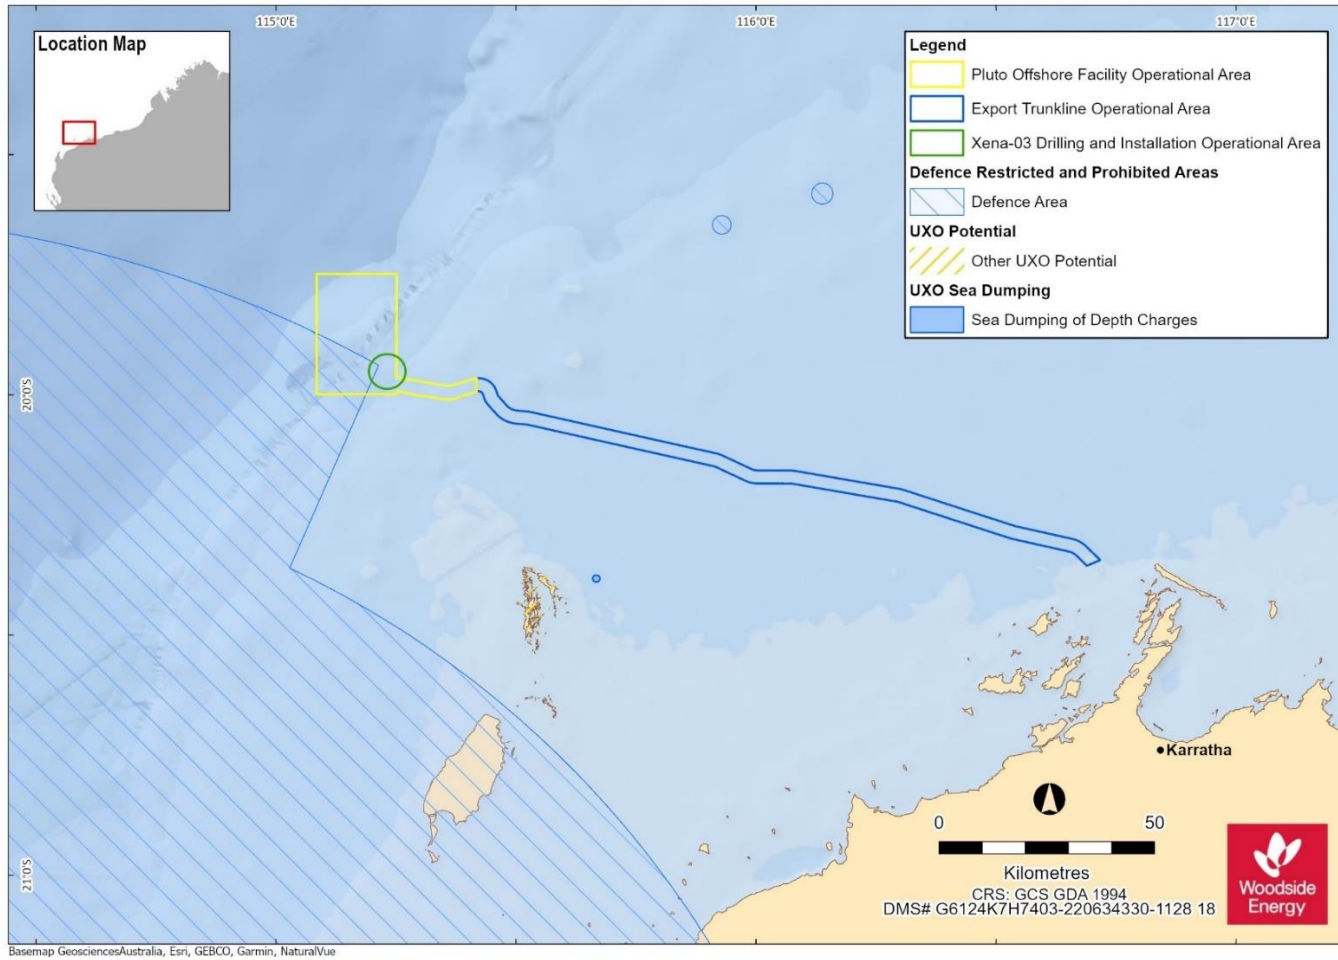 115°0'E
116°0'E
117°0'E
Location Map
Legend
Pluto Offshore Facility Operational Area
Export Trunkline Operational Area
Xena-03 Drilling and Installation Operational Area
Defence Restricted and Prohibited Areas
Defence Area
UXO Potential
Other UXO Potential
UXO Sea Dumping
Sea Dumping of Depth Charges
20°0'S
Karratha
0 50
21°0'S
Kilometres
CRS: GCS GDA 1994
DMS# G6124K7H7403-220634330-1128 18
Woodside
Energy
Basemap GeosciencesAustralia, Esri, GEBCO, Garmin, NaturalVue